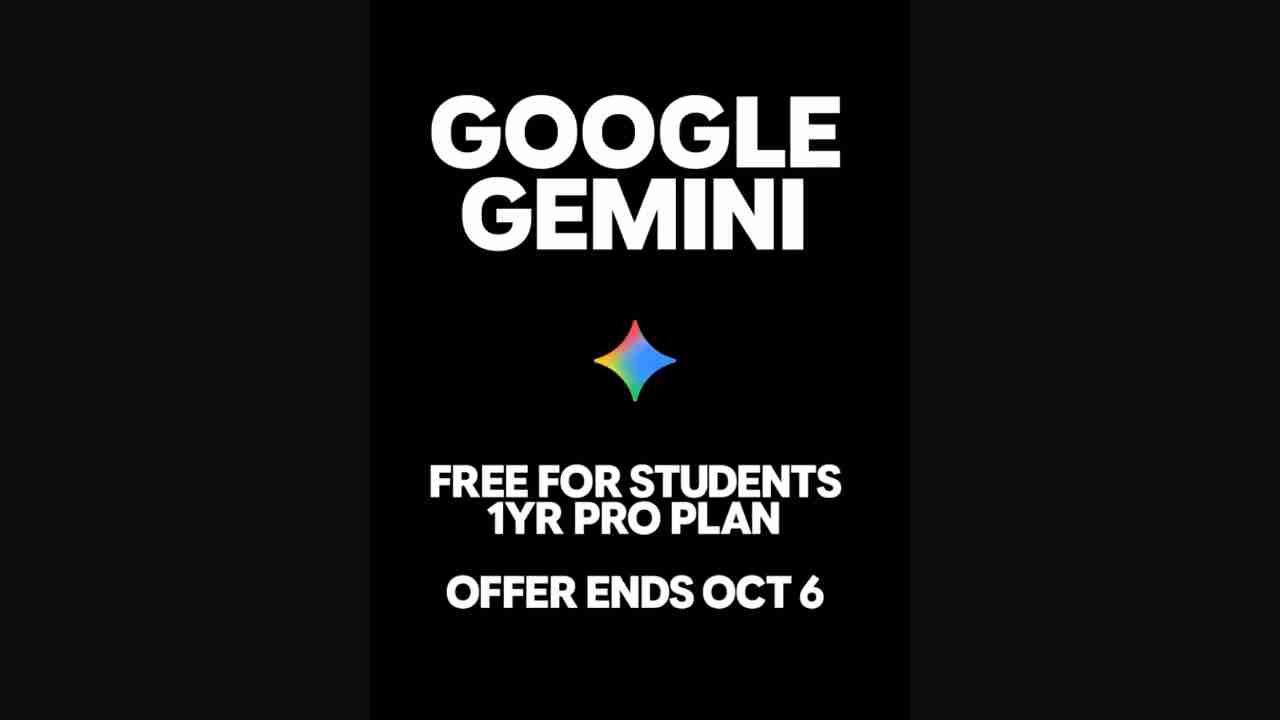 GOOGLE
GEMINI
FREE FOR STUDENTS
1YR PRO PLAN
OFFER ENDS OCT 6